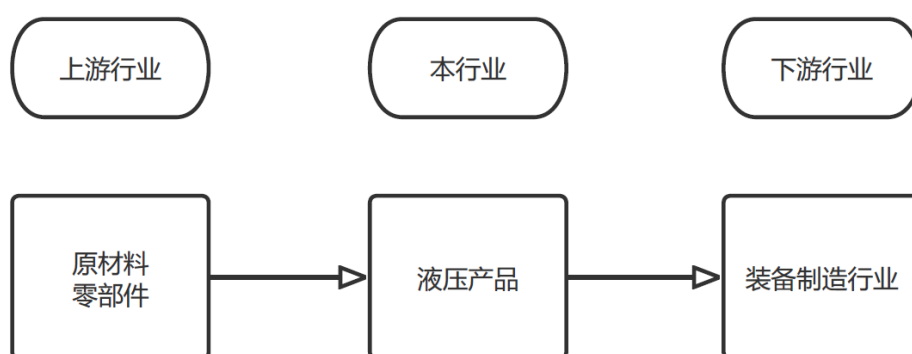 上游行业
本行业
下游行业
原材料
零部件
液压产品
装备制造行业